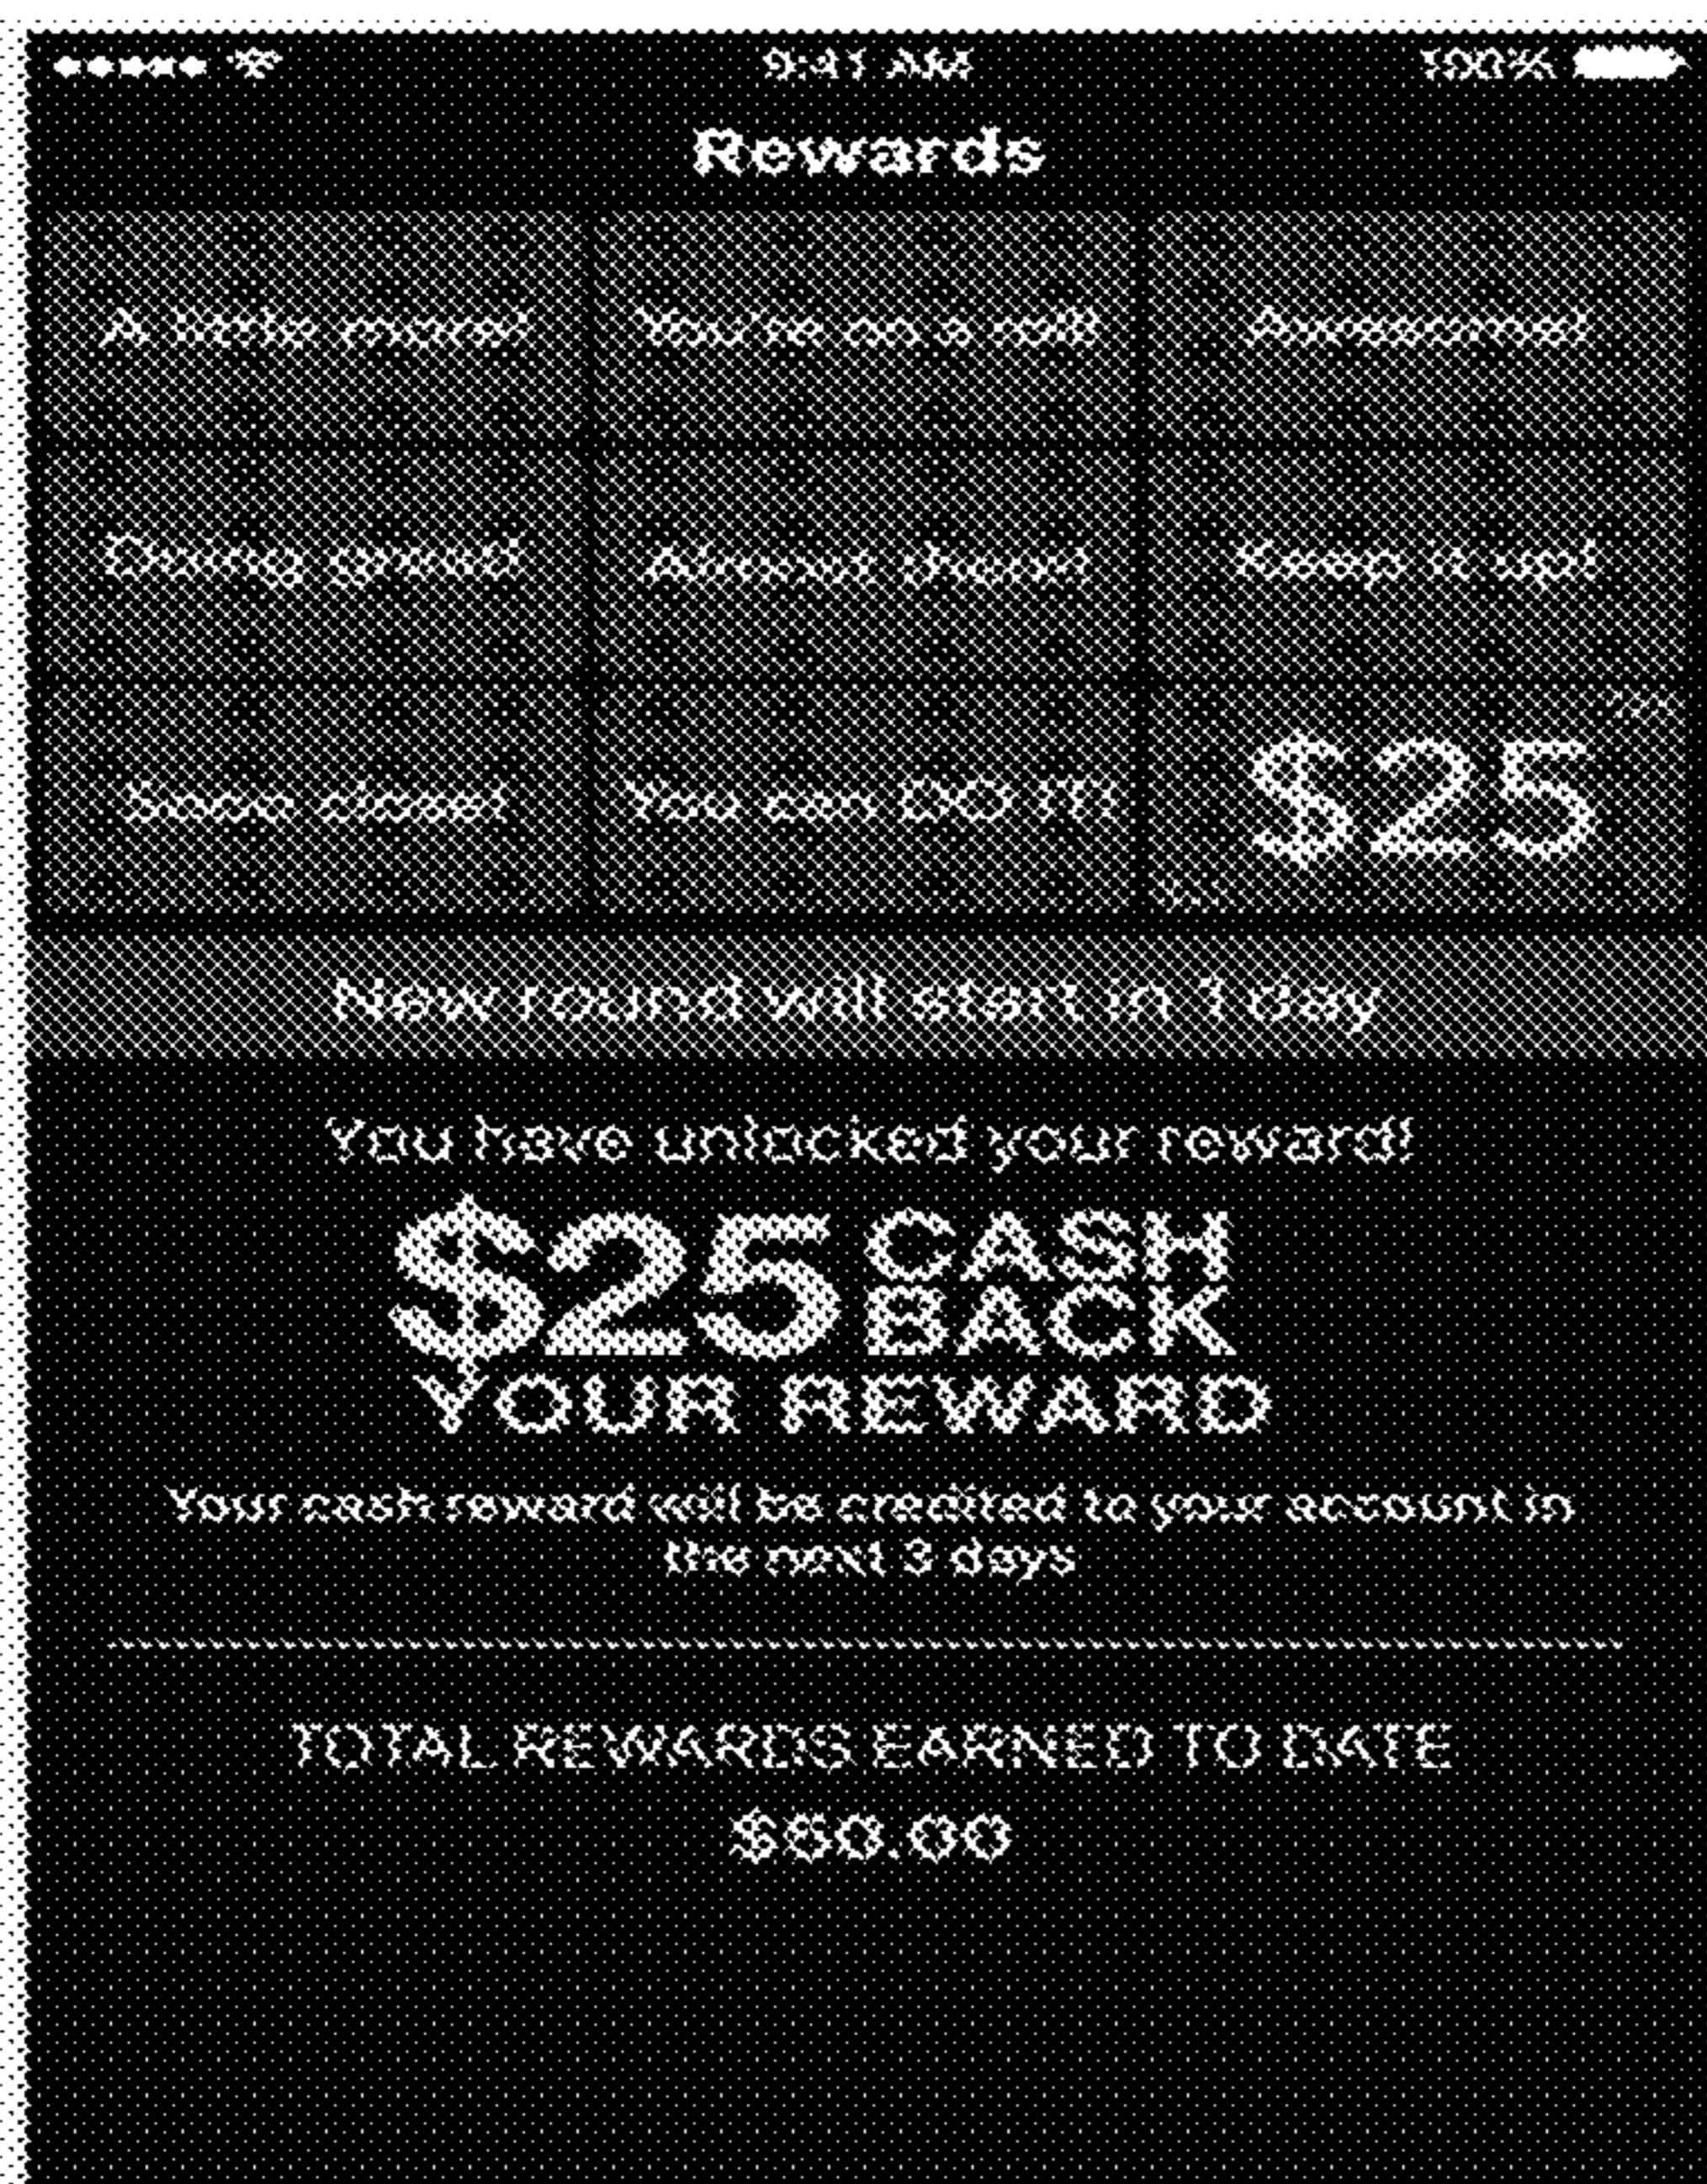 9:41 AM 100%
Rewards
A little more! You're on a roll! Awesome!
Doing great! Almost there! Keep it up!
Sooo close! You can DO IT! $25
New round will start in 1 day
You have unlocked your reward!
$25 CASH
BACK
YOUR REWARD
Your cash reward will be credited to your account in
the next 3 days
TOTAL REWARDS EARNED TO DATE